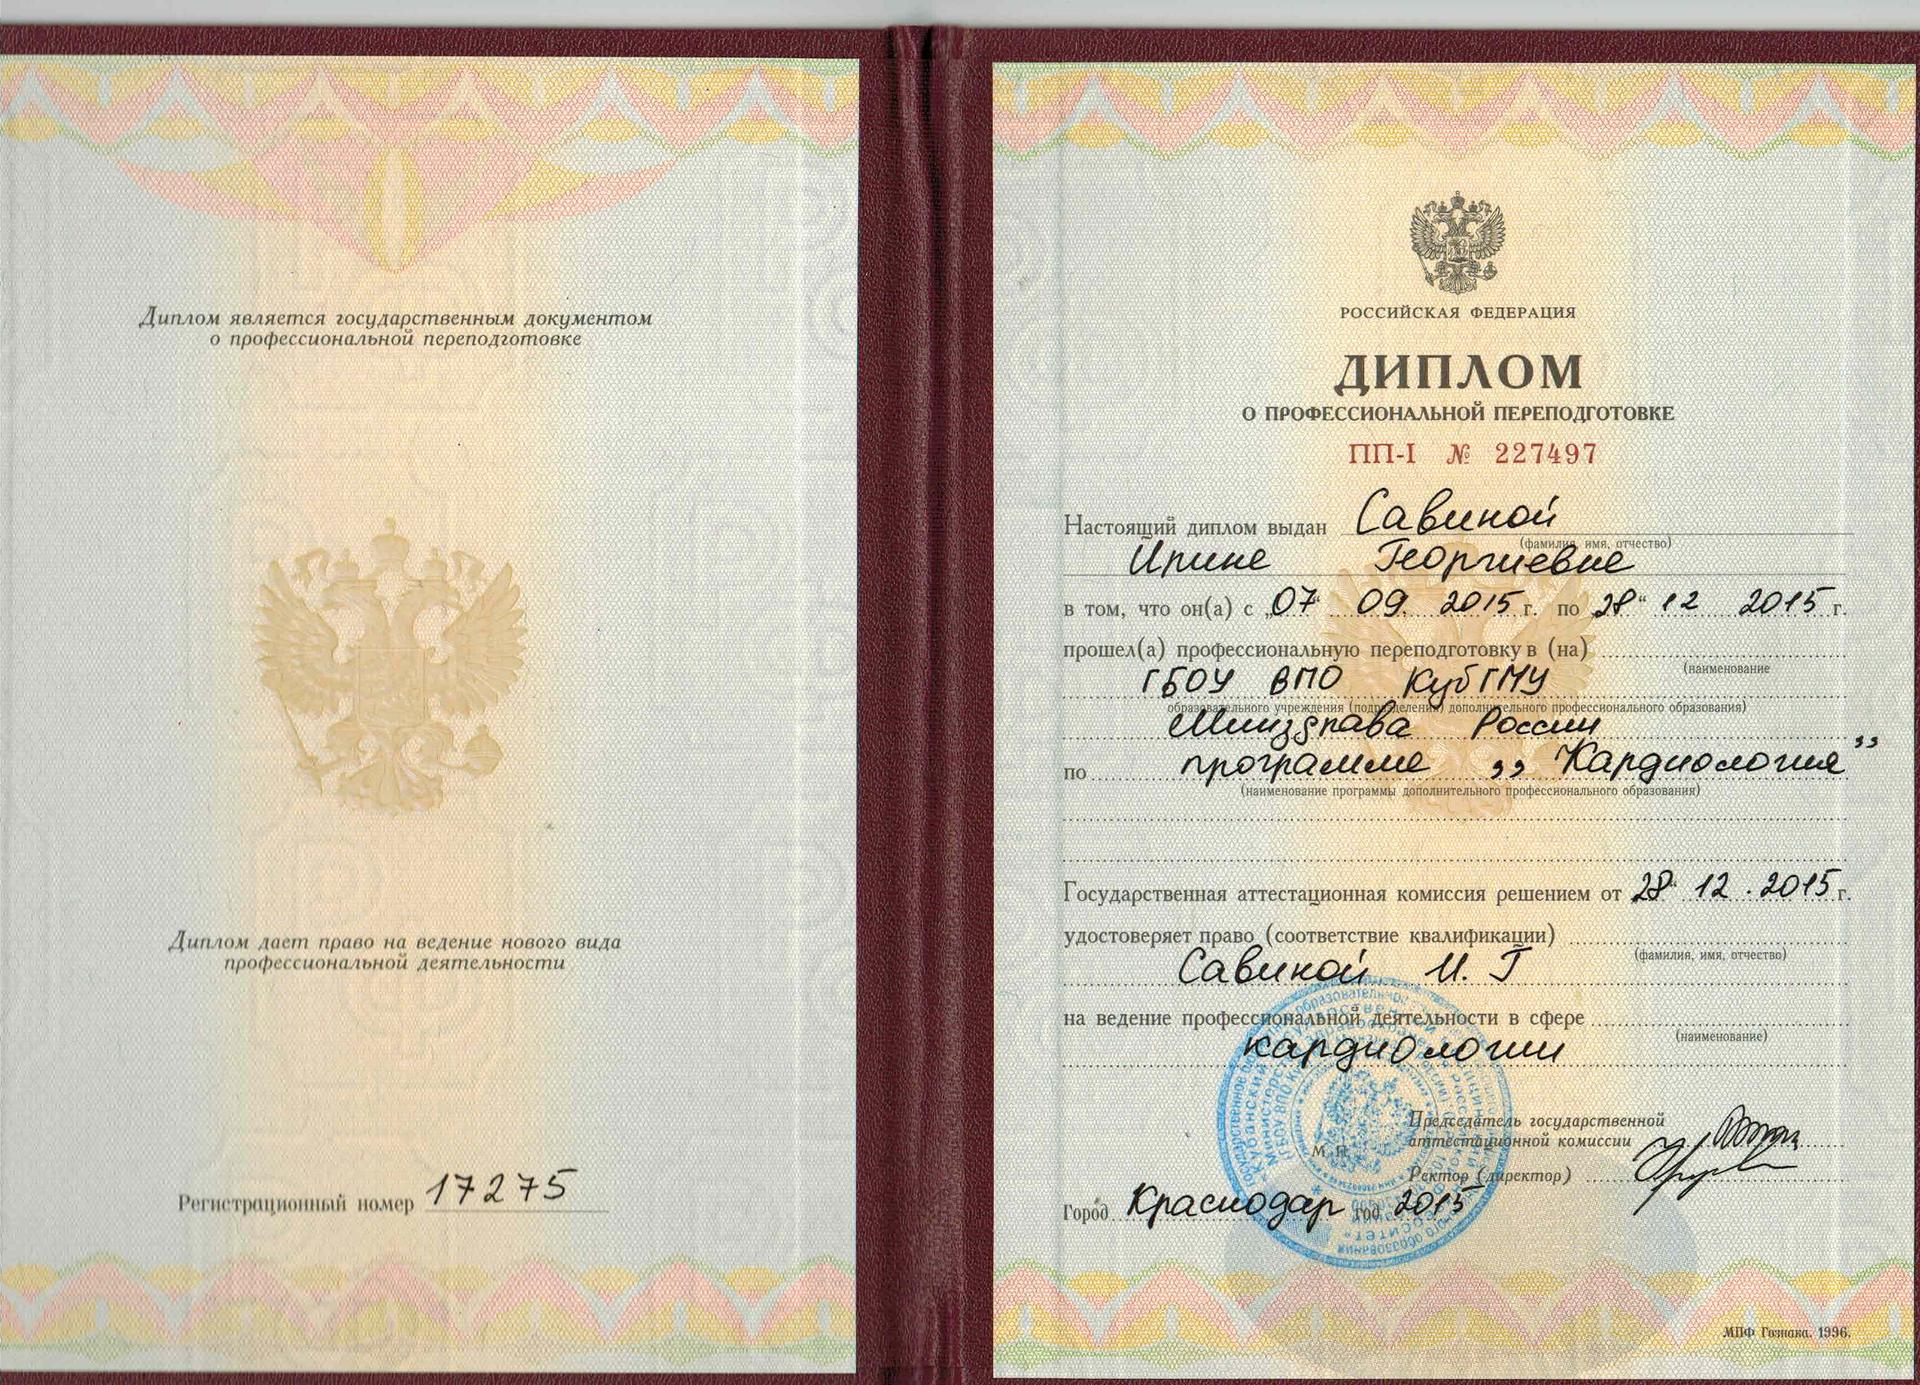 Диплом является государственным документом
о профессиональной переподготовке
Диплом дает право на ведение нового вида
профессиональной деятельности
Регистрационный номер 17275
РОССИЙСКАЯ ФЕДЕРАЦИЯ
ДИПЛОМ
О ПРОФЕССИОНАЛЬНОЙ ПЕРЕПОДГОТОВКЕ
ПП-I № 227497
Настоящий диплом выдан Савиной
(фамилия, имя, отчество)
Ирине Георгиевне
в том, что он(а) с „07“ 09. 2015 г. по 28“ 12 2015 г.
прошел(а) профессиональную переподготовку в (на)
(наименование
ГБОУ ВПО КубГМУ
образовательного учреждения (подразделения) дополнительного профессионального образования)
Минздрава России
по программе „Кардиология”
(наименование программы дополнительного профессионального образования)
Государственная аттестационная комиссия решением от 28“ 12 . 2015 г.
удостоверяет право (соответствие квалификации)
(фамилия, имя, отчество)
Савиной И. Г
на ведение профессиональной деятельности в сфере
(наименование)
кардиологии
Председатель государственной
аттестационной комиссии
М.П.
Ректор (директор)
Город Краснодар год 2015
МПФ Гознака. 1996.